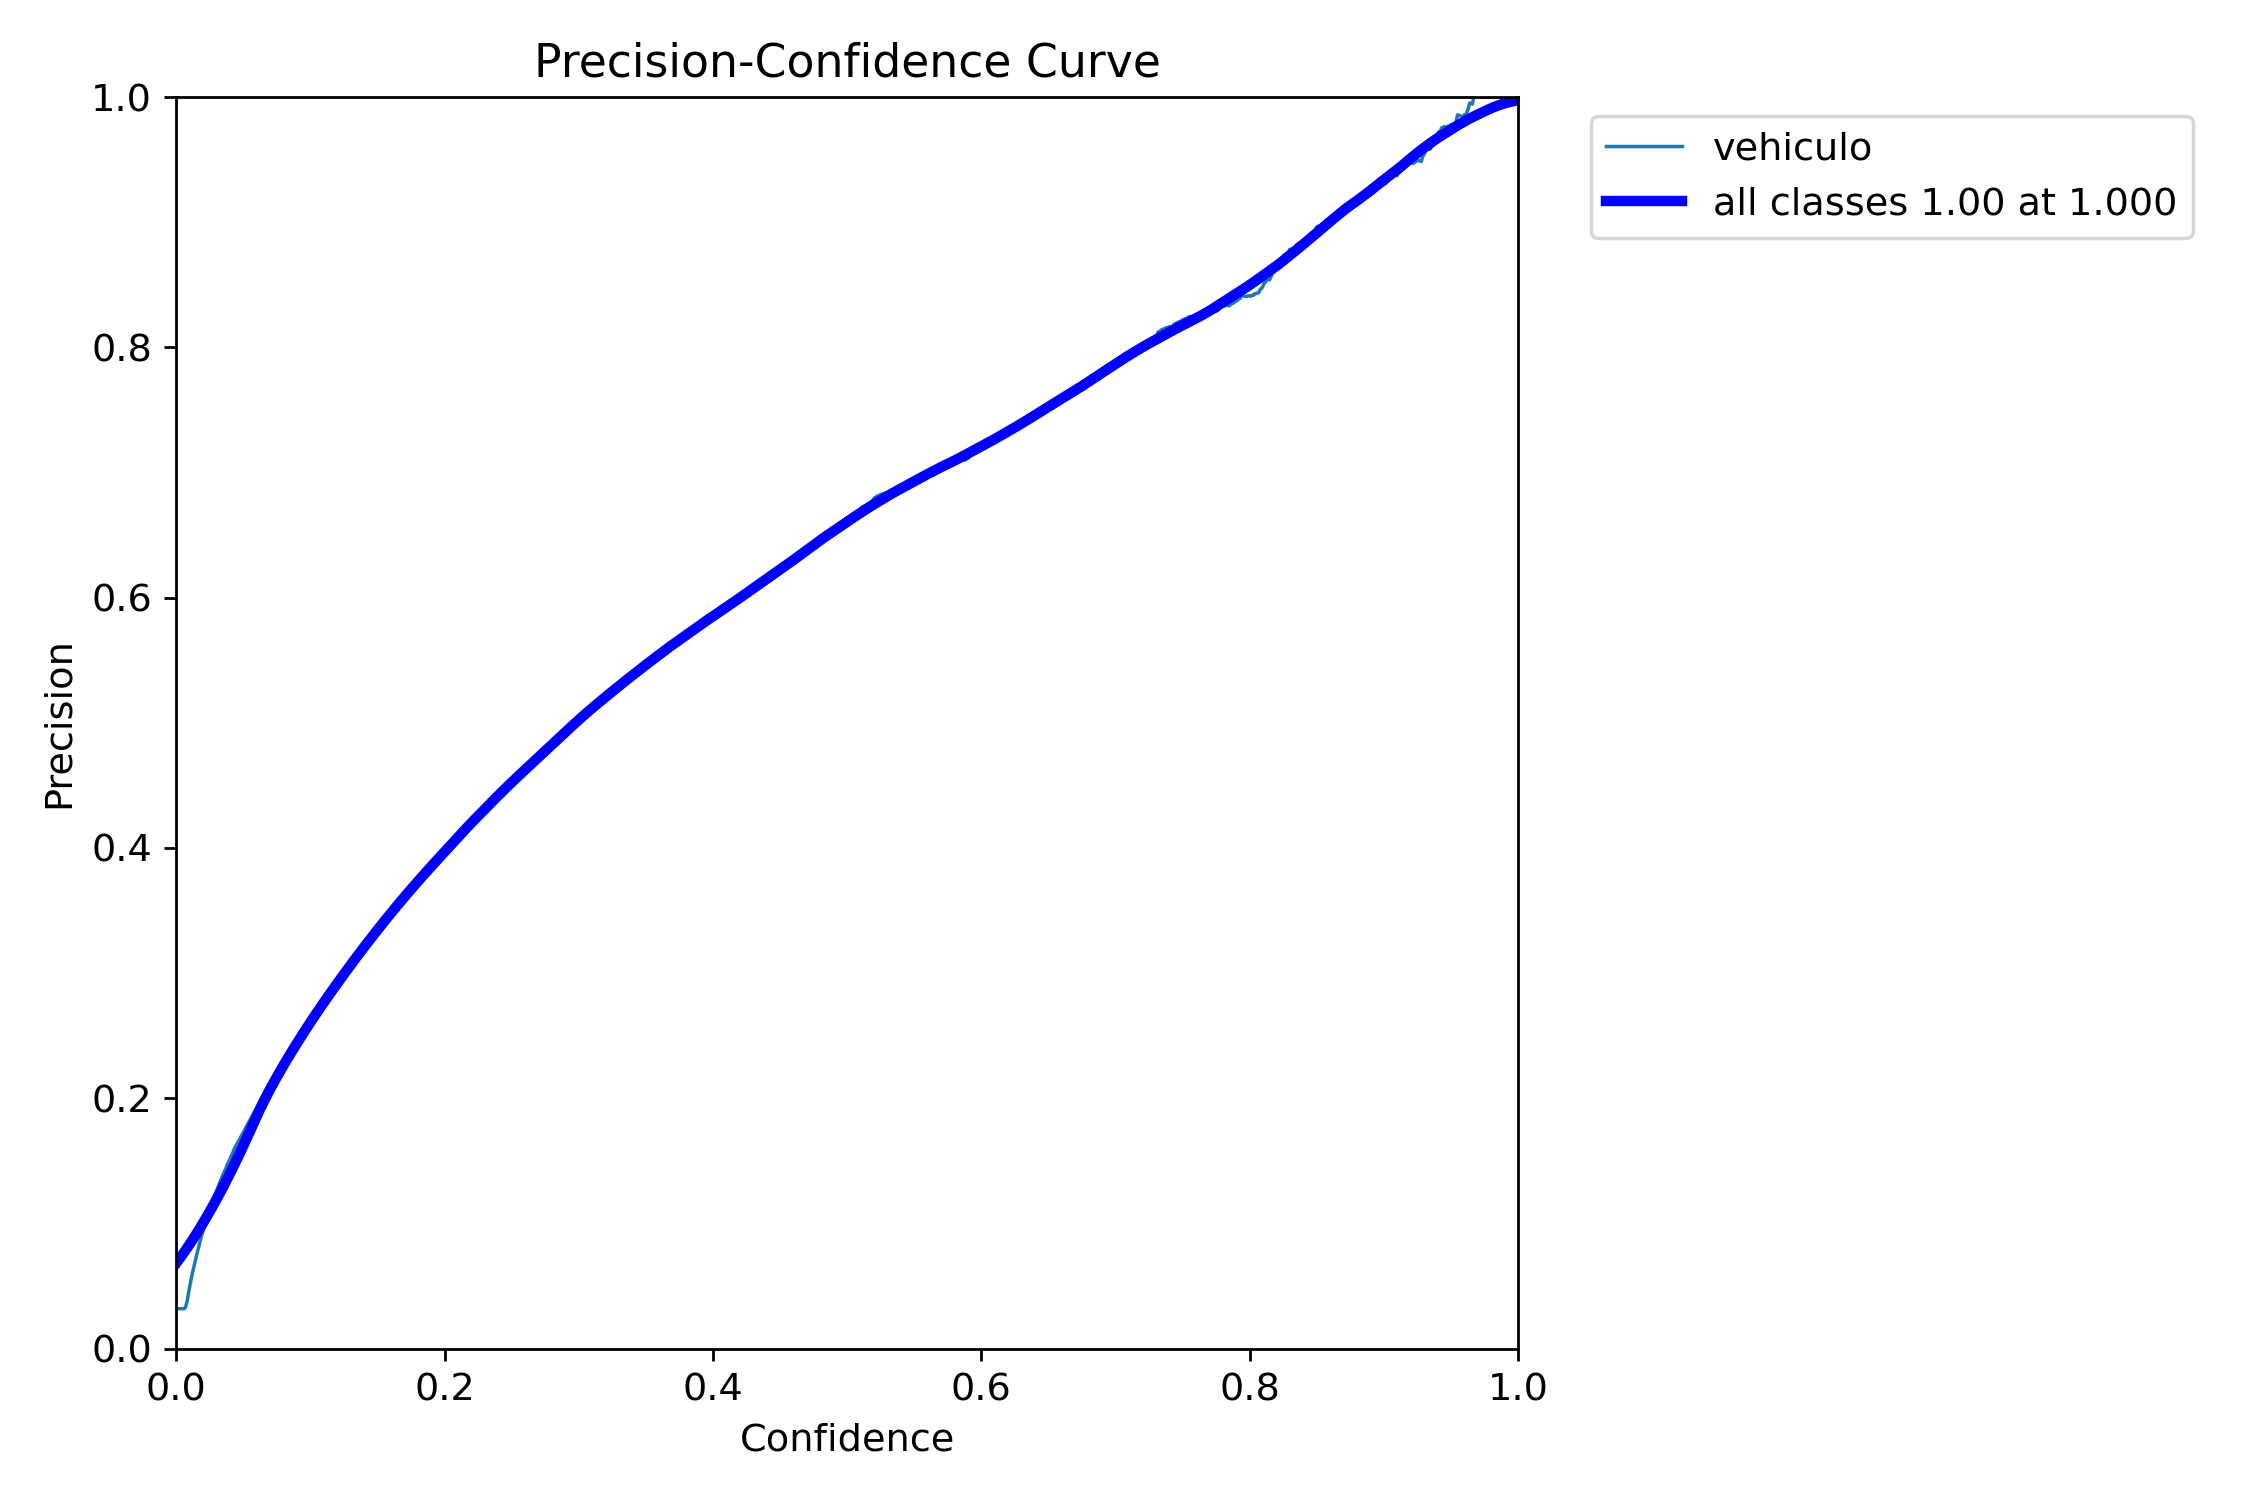 Precision-Confidence Curve
1.0
0.8
0.6
0.4
0.2
0.0
Precision
0.0 0.2 0.4 0.6 0.8 1.0
Confidence
vehiculo
all classes 1.00 at 1.000